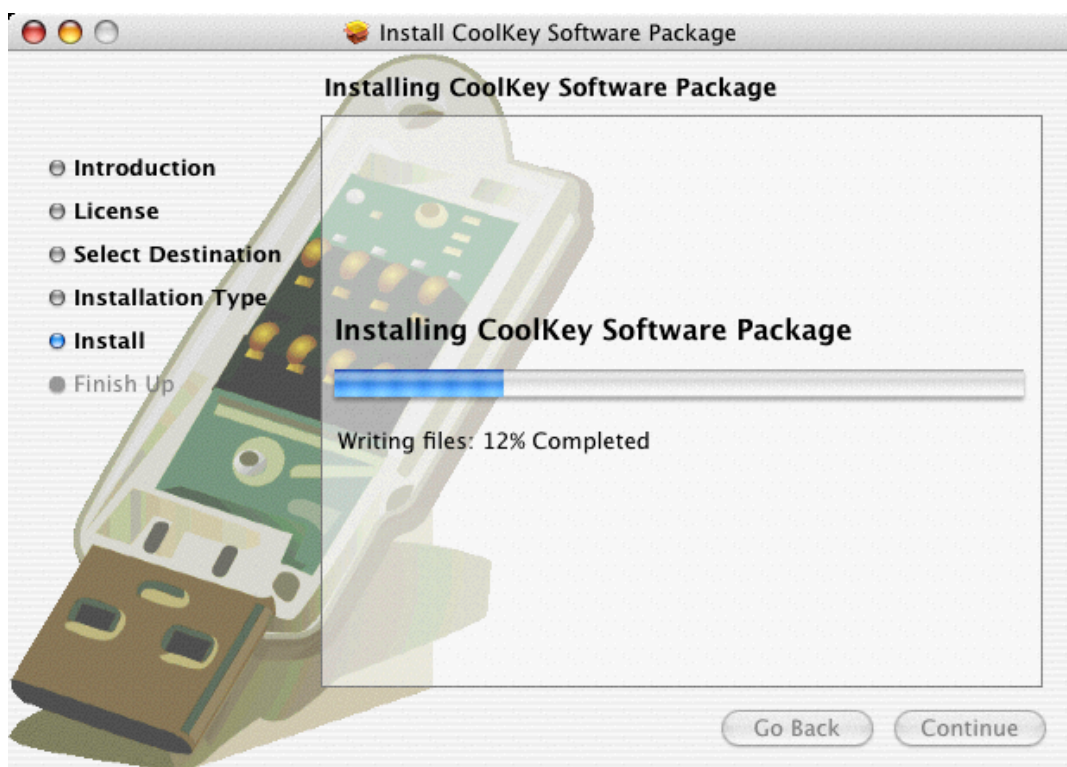 Install CoolKey Software Package
Installing CoolKey Software Package
Introduction
License
Select Destination
Installation Type
Install
Finish Up
Installing CoolKey Software Package
Writing files: 12% Completed
Go Back
Continue